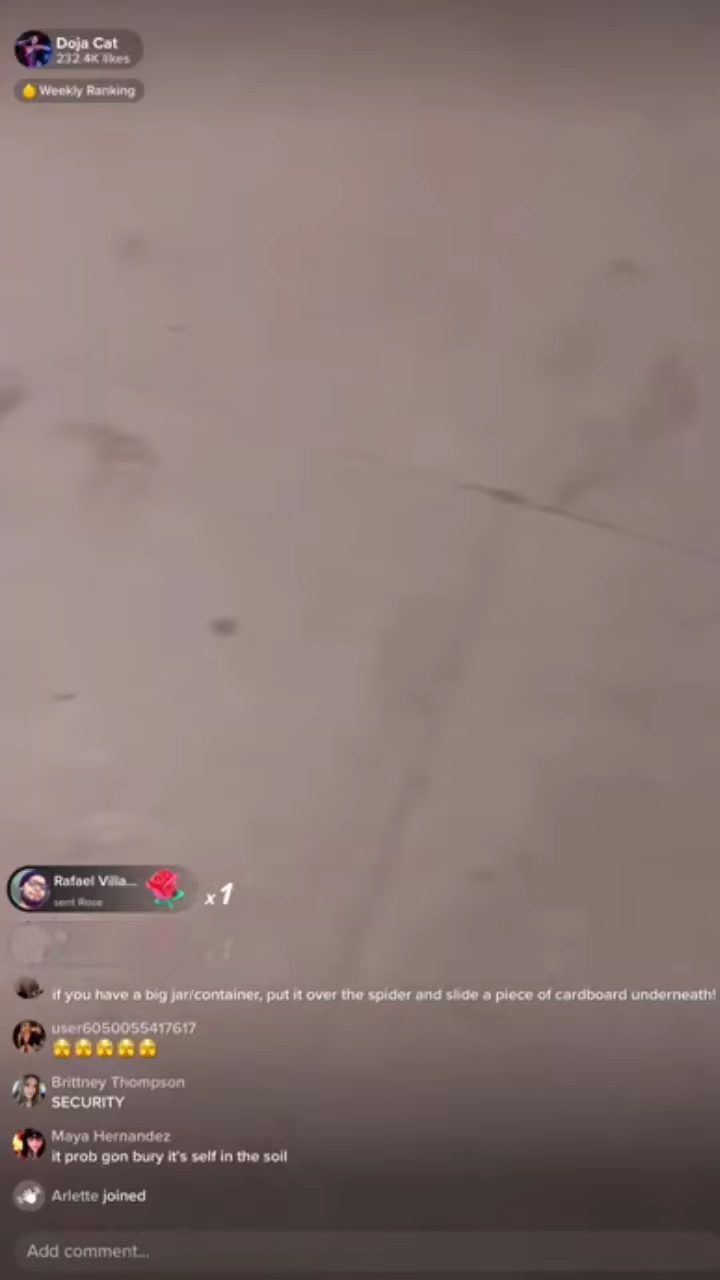 Doja Cat
232.4K likes
Weekly Ranking
Rafael Villa...
sent Rose
x1
if you have a big jar/container, put it over the spider and slide a piece of cardboard underneath!
user6050055417617
Brittney Thompson
SECURITY
Maya Hernandez
it prob gon bury it's self in the soil
Arlette joined
Add comment...